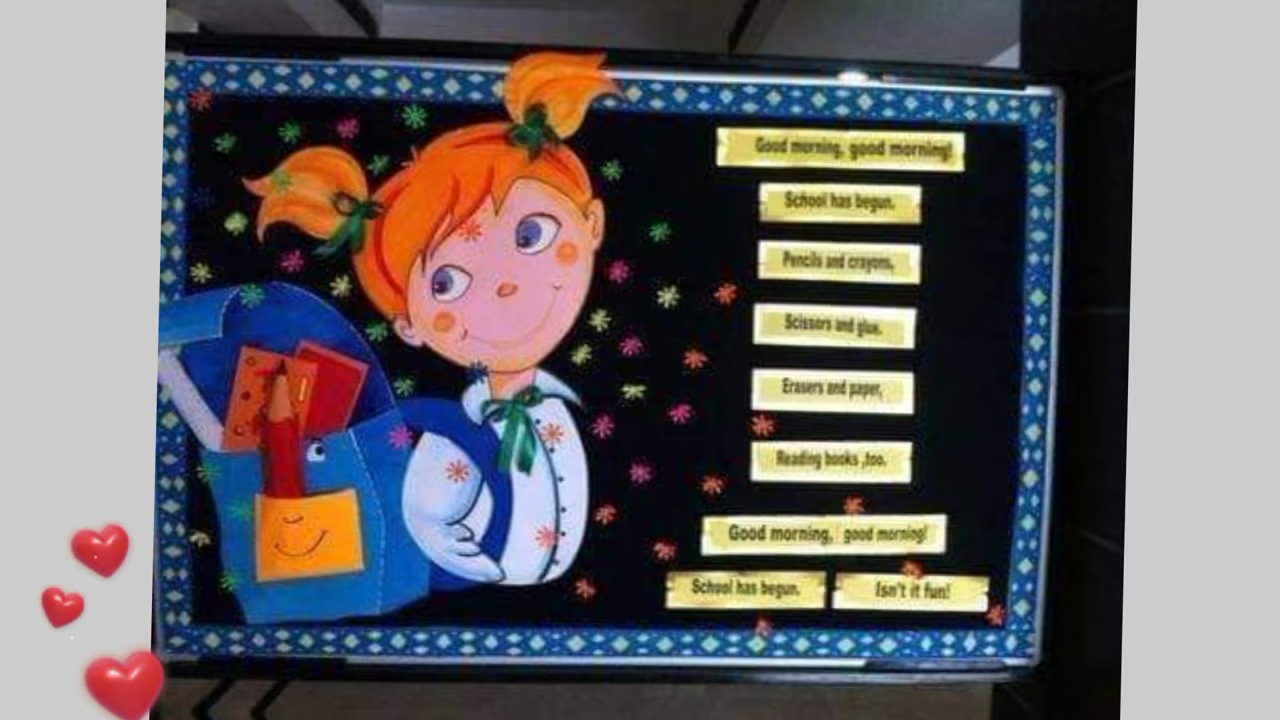 Good morning, good morning!
School has begun.
Pencils and crayons,
Scissors and glue.
Erasers and paper,
Reading books ,too.
Good morning, good morning!
School has begun. Isn't it fun!